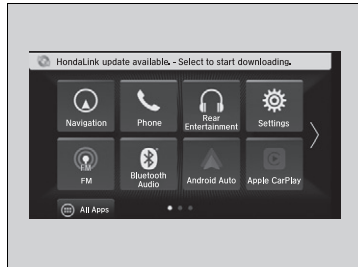 HondaLink update available. - Select to start downloading.
Navigation
Phone
Rear
Entertainment
Settings
FM
FM
Bluetooth
Audio
Android Auto
Apple CarPlay
All Apps